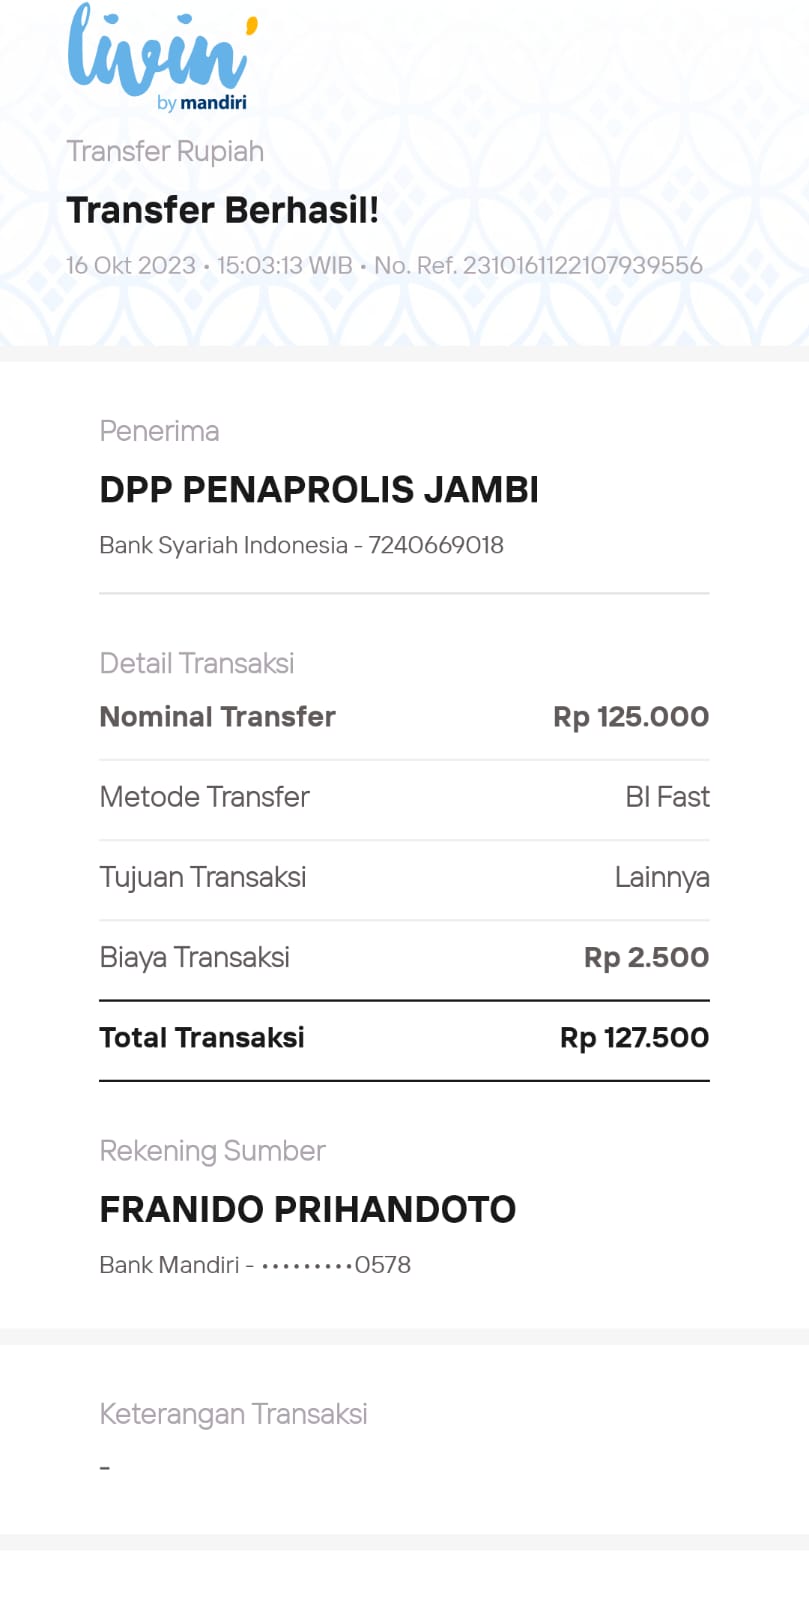 livin'
by mandiri
Transfer Rupiah
Transfer Berhasil!
16 Okt 2023 • 15:03:13 WIB • No. Ref. 2310161122107939556
Penerima
DPP PENAPROLIS JAMBI
Bank Syariah Indonesia - 7240669018
Detail Transaksi
Nominal Transfer Rp 125.000
Metode Transfer BI Fast
Tujuan Transaksi Lainnya
Biaya Transaksi Rp 2.500
Total Transaksi Rp 127.500
Rekening Sumber
FRANIDO PRIHANDOTO
Bank Mandiri - •••••••••0578
Keterangan Transaksi
-